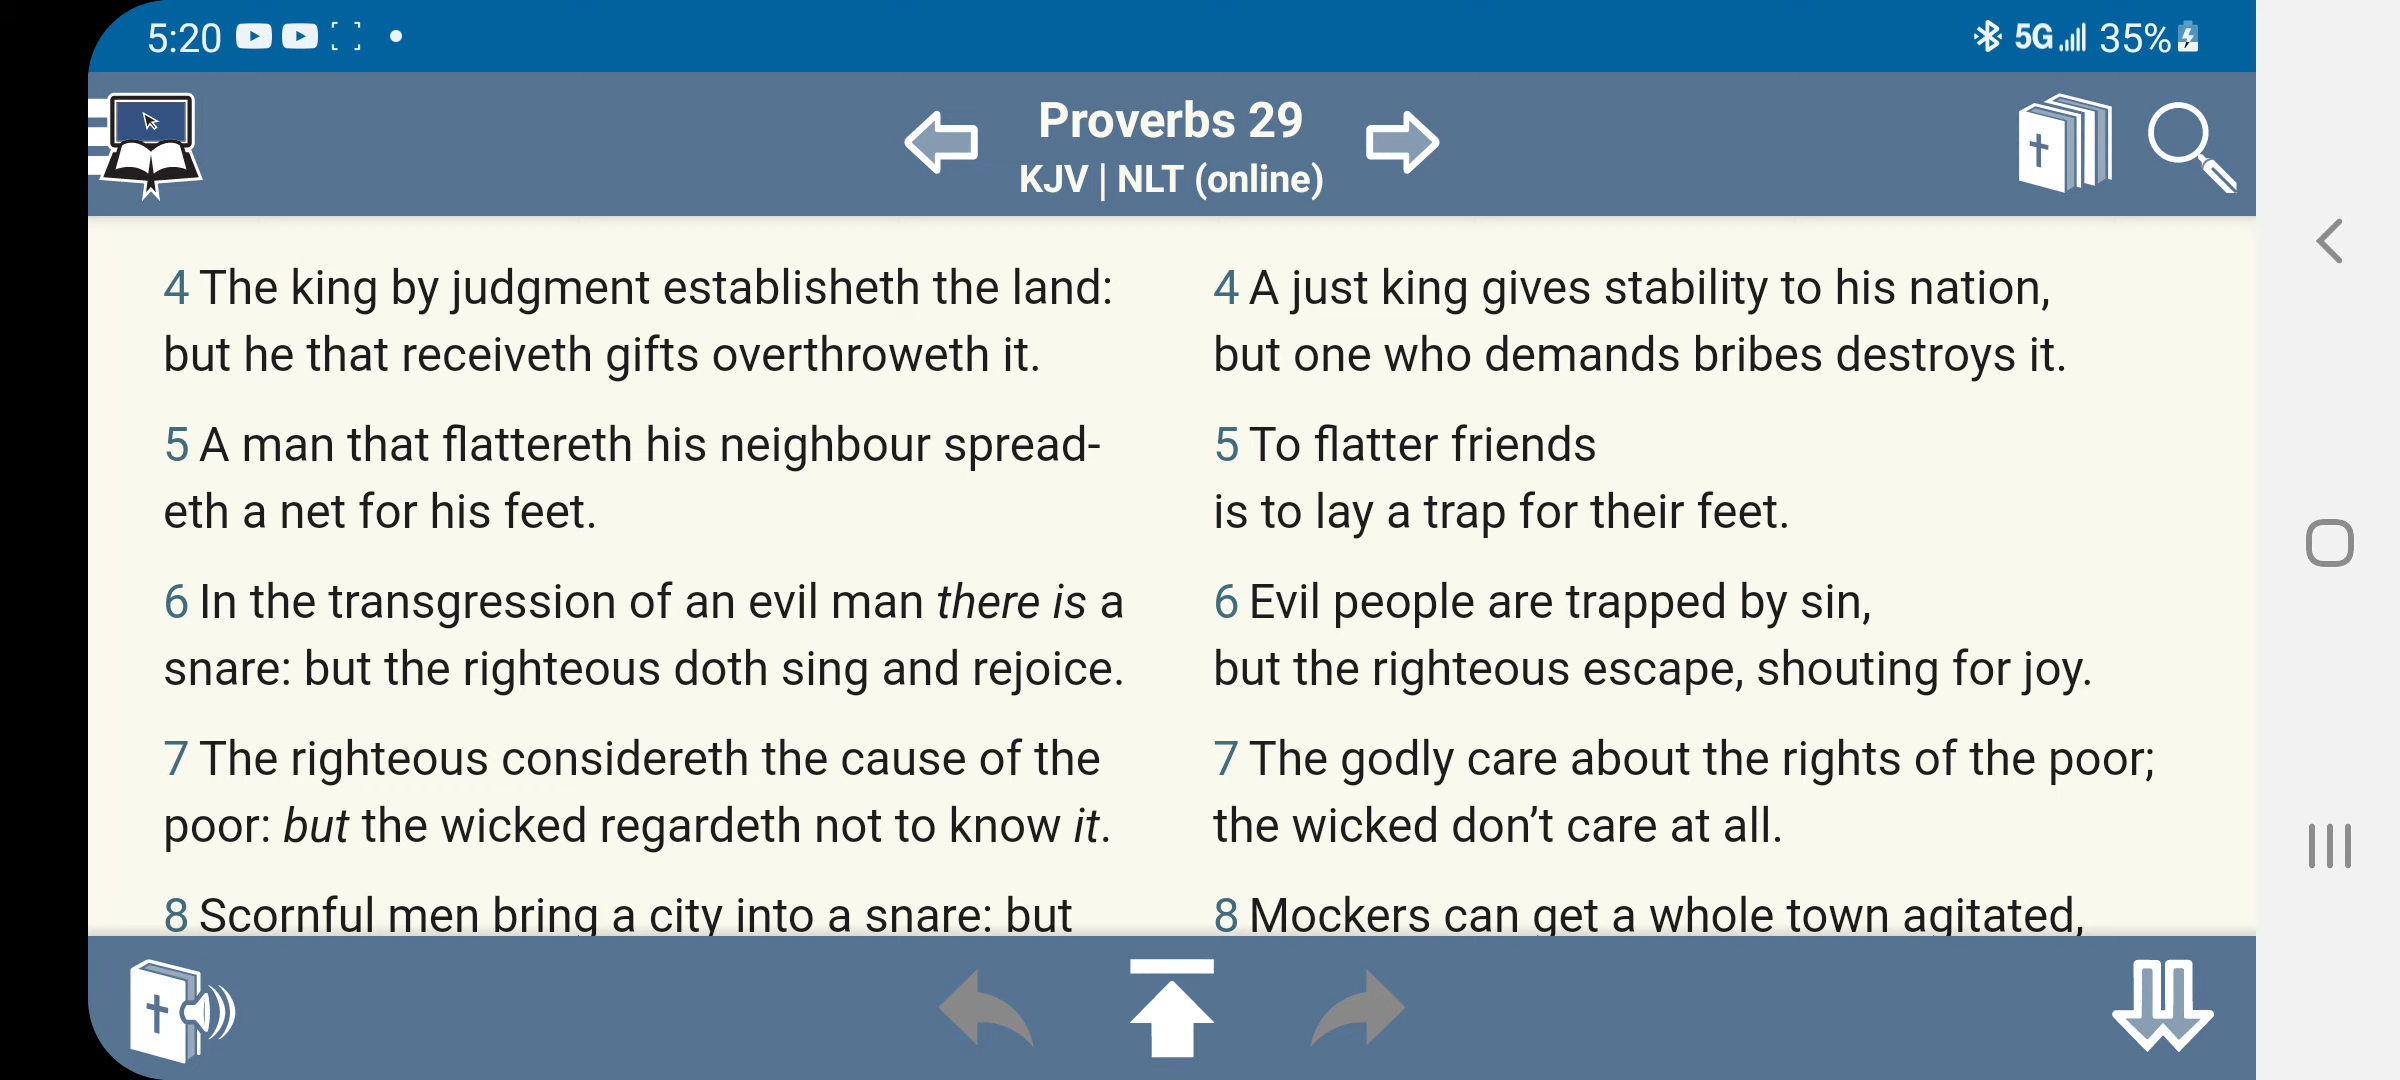 5:20
5G 35%
Proverbs 29
KJV | NLT (online)
4 The king by judgment establisheth the land:
but he that receiveth gifts overthroweth it.
5 A man that flattereth his neighbour spread-
eth a net for his feet.
6 In the transgression of an evil man there is a
snare: but the righteous doth sing and rejoice.
7 The righteous considereth the cause of the
poor: but the wicked regardeth not to know it.
8 Scornful men bring a city into a snare: but
4 A just king gives stability to his nation,
but one who demands bribes destroys it.
5 To flatter friends
is to lay a trap for their feet.
6 Evil people are trapped by sin,
but the righteous escape, shouting for joy.
7 The godly care about the rights of the poor;
the wicked don’t care at all.
8 Mockers can get a whole town agitated,